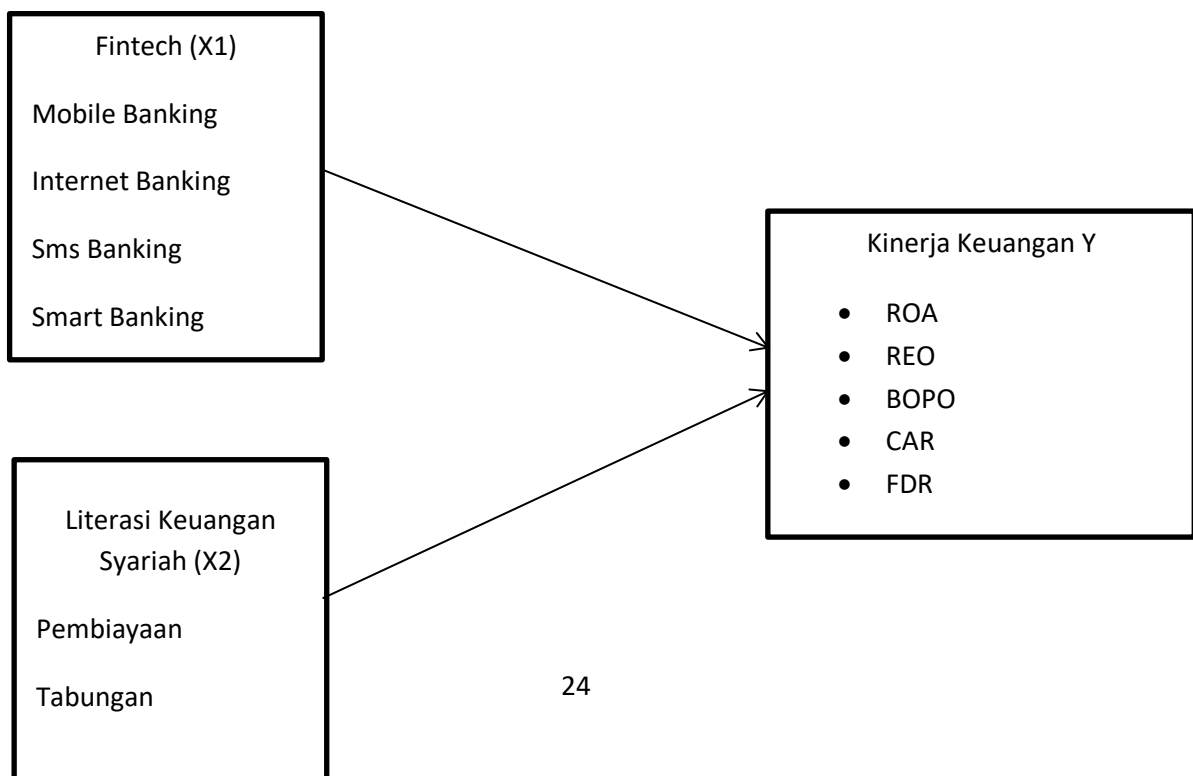 Fintech (X1)
Mobile Banking
Internet Banking
Sms Banking
Smart Banking
Kinerja Keuangan Y
• ROA
• REO
• BOPO
• CAR
• FDR
Literasi Keuangan
Syariah (X2)
Pembiayaan
Tabungan
24